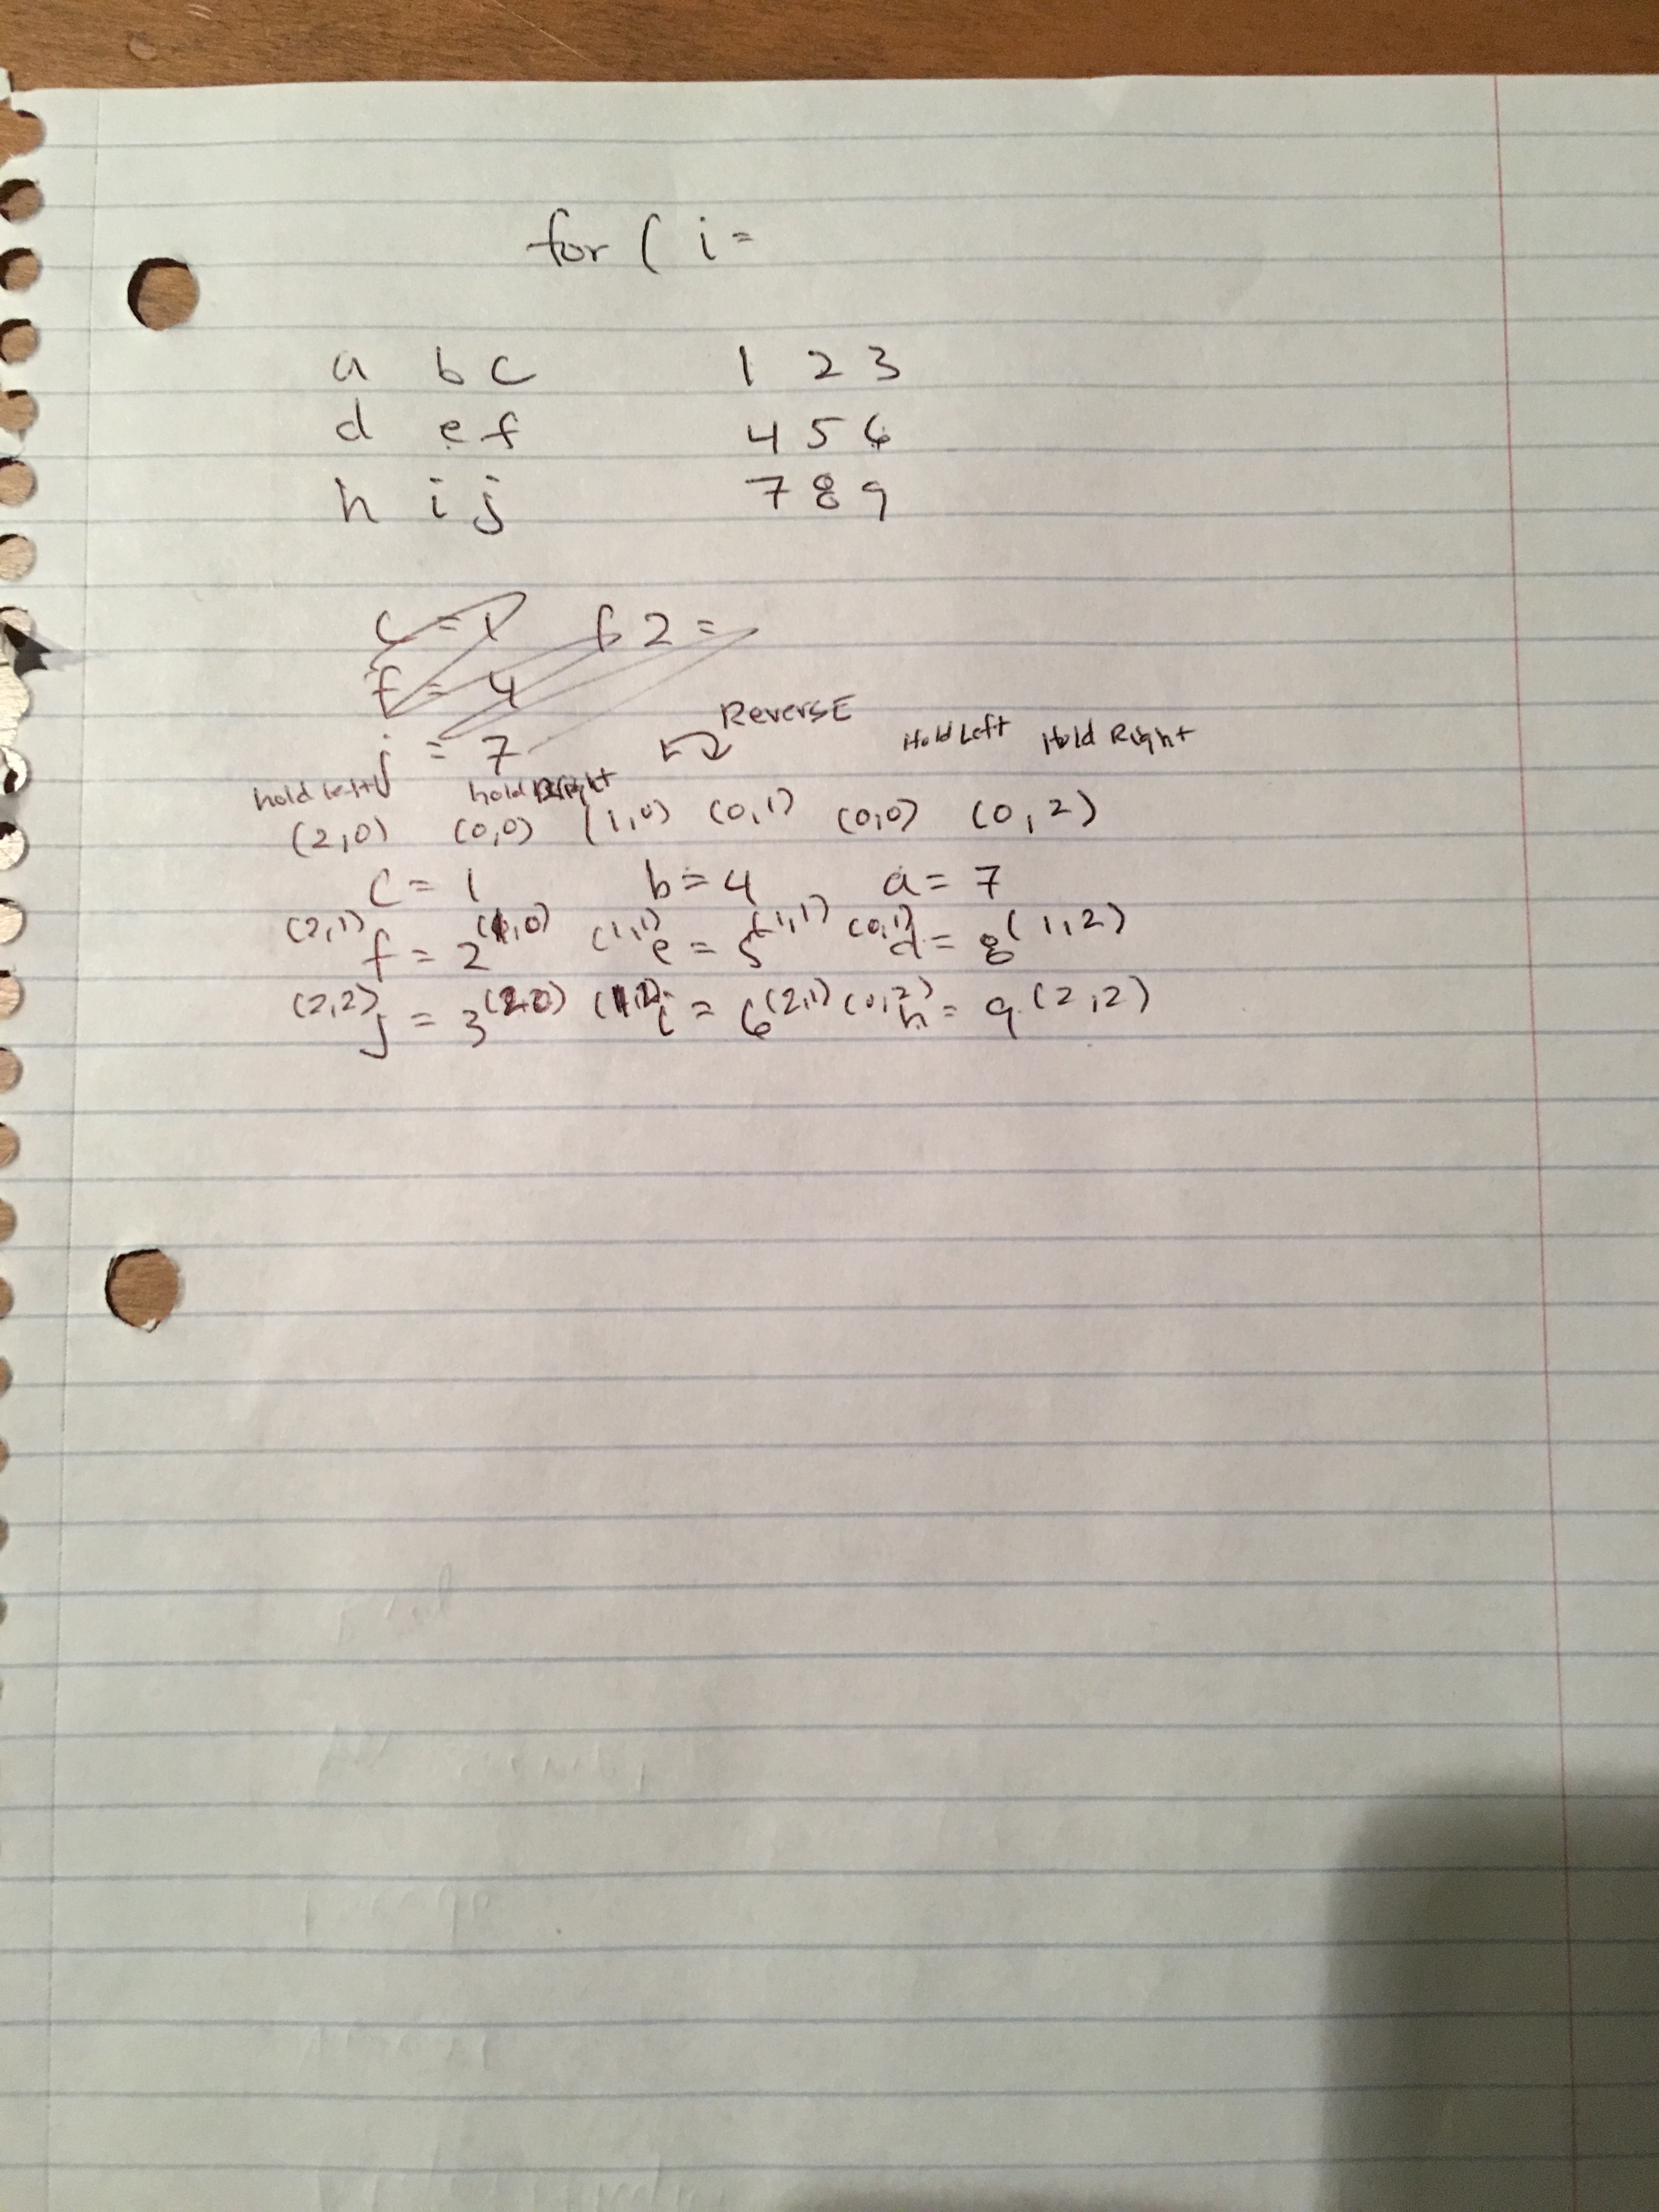 for ( i =
a b c 1 2 3
d e f 4 5 6
h i j 7 8 9
c = 1 f 2 =
f = 4
j = 7 ReversE Hold Left Hold Right
hold left hold Right
(2,0) (0,0) (1,0) (0,1) (0,0) (0,2)
c = 1 b = 4 a = 7
(2,1) f = 2 (1,0) (1,1) e = 5 (1,1) (0,1) d = 8 (1,2)
(2,2) j = 3 (2,0) (1,2) i = 6 (2,1) (0,2) h = 9 (2,2)